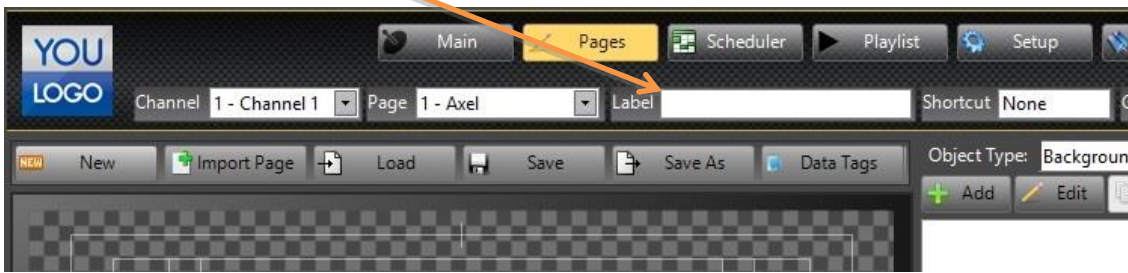 YOU
LOGO
Main Pages Scheduler Playlist Setup
Channel 1 - Channel 1 Page 1 - Axel Label Shortcut None
NEW New Import Page Load Save Save As Data Tags Object Type: Backgroun
Add Edit